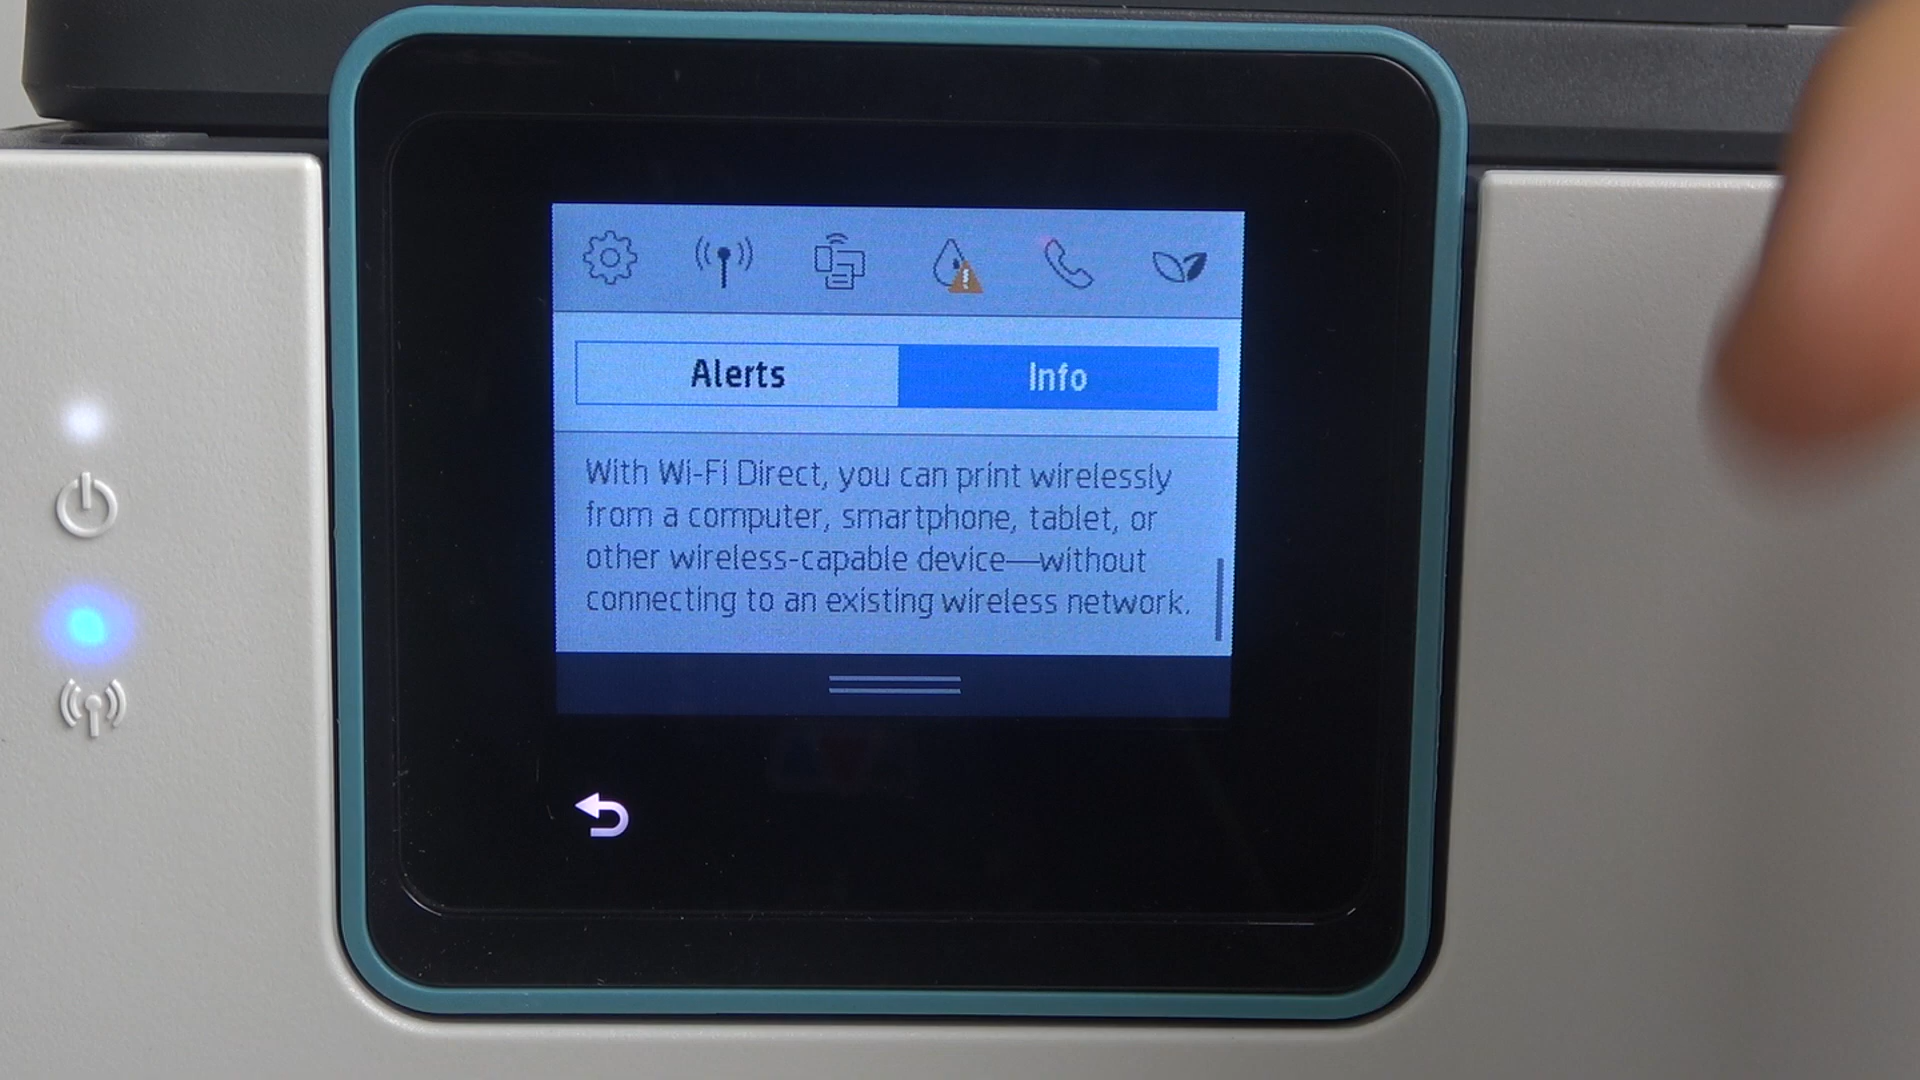 Alerts
Info
With Wi-Fi Direct, you can print wirelessly
from a computer, smartphone, tablet, or
other wireless-capable device—without
connecting to an existing wireless network.